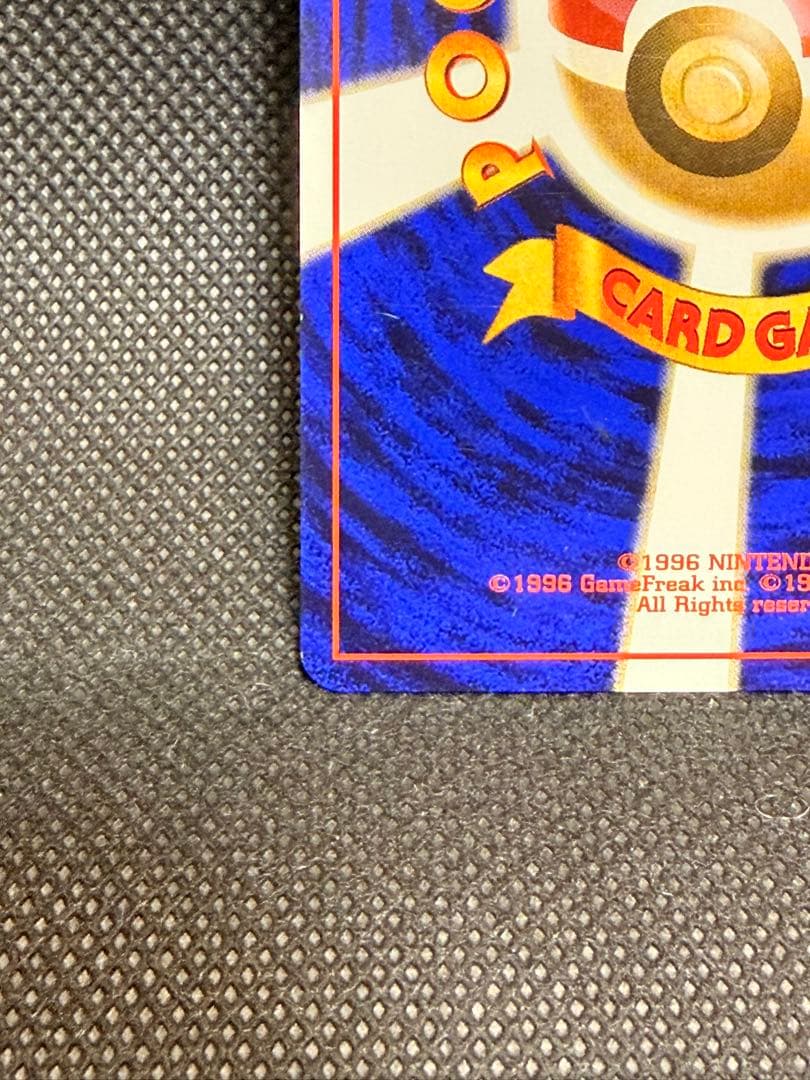 PO
CARD GA
©1996 NINTEND
©1996 GameFreak inc. ©19
All Rights reser